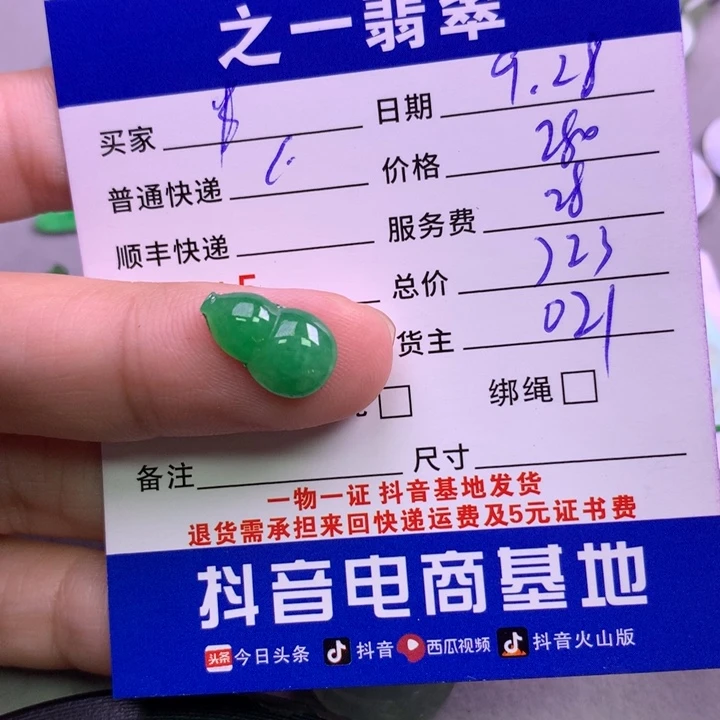 之一翡翠
买家 日期 9.28
普通快递 价格 280
顺丰快递 服务费 28
总价 323
货主 021
绑绳
备注 尺寸
一物一证 抖音基地发货
退货需承担来回快递运费及5元证书费
抖音电商基地
头条 今日头条 抖音 西瓜视频 抖音火山版